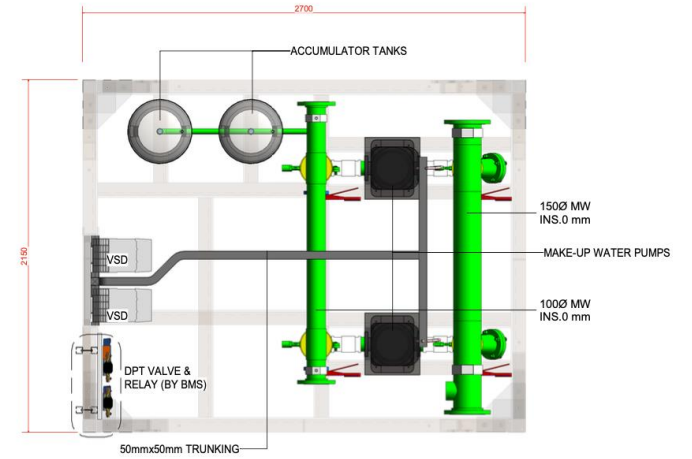 2700
ACCUMULATOR TANKS
2150
150Ø MW
INS.0 mm
VSD
MAKE-UP WATER PUMPS
VSD
100Ø MW
INS.0 mm
DPT VALVE &
RELAY (BY BMS)
50mmx50mm TRUNKING